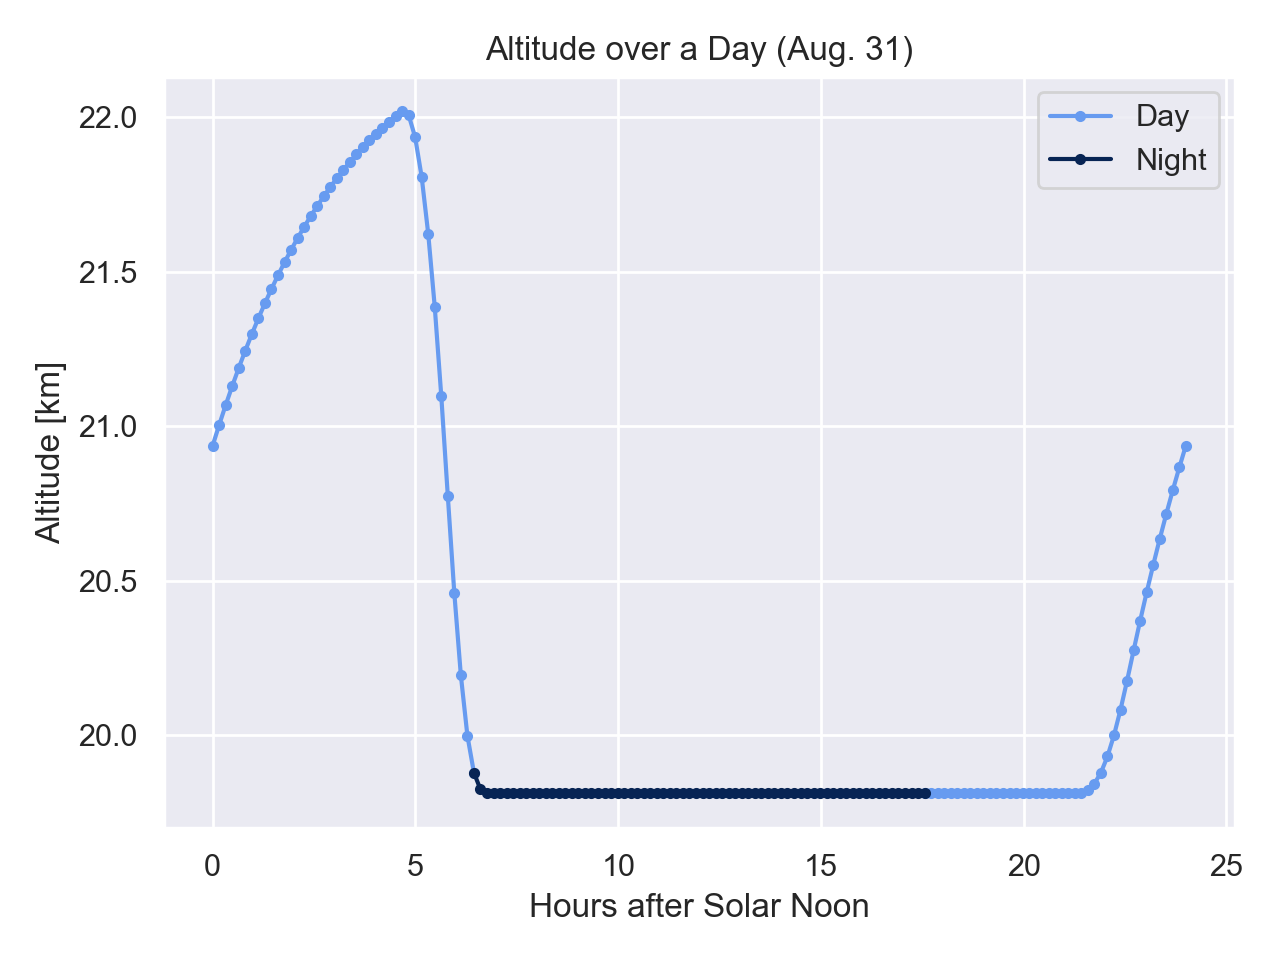 Altitude over a Day (Aug. 31)
Day
Night
22.0
21.5
21.0
20.5
20.0
Altitude [km]
0 5 10 15 20 25
Hours after Solar Noon